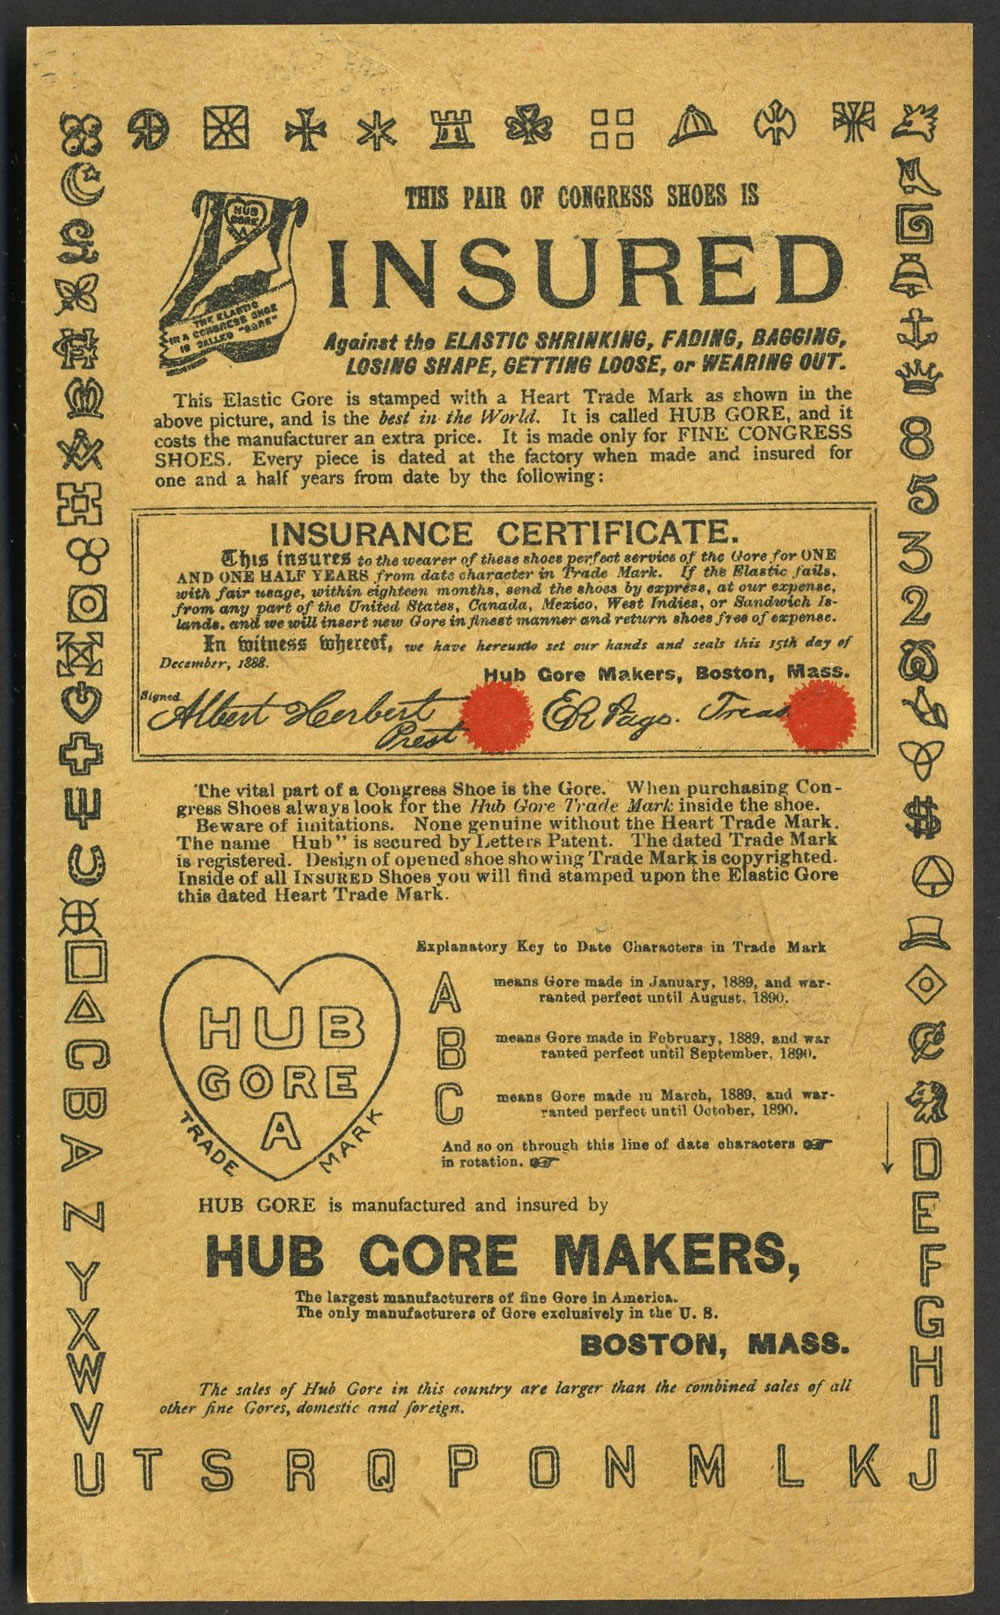 THIS PAIR OF CONGRESS SHOES IS
INSURED
Against the ELASTIC SHRINKING, FADING, BAGGING,
LOSING SHAPE, GETTING LOOSE, or WEARING OUT.
HUB
GORE
A
THE ELASTIC
IN A CONGRESS SHOE
IS CALLED "GORE"
This Elastic Gore is stamped with a Heart Trade Mark as shown in the
above picture, and is the best in the World. It is called HUB GORE, and it
costs the manufacturer an extra price. It is made only for FINE CONGRESS
SHOES. Every piece is dated at the factory when made and insured for
one and a half years from date by the following:
INSURANCE CERTIFICATE.
This insures to the wearer of these shoes perfect service of the Gore for ONE
AND ONE HALF YEARS from date character in Trade Mark. If the Elastic fails,
with fair usage, within eighteen months, send the shoes by express, at our expense,
from any part of the United States, Canada, Mexico, West Indies, or Sandwich Is-
lands, and we will insert new Gore in finest manner and return shoes free of expense.
In witness whereof, we have hereunto set our hands and seals this 15th day of
December, 1888.
Hub Gore Makers, Boston, Mass.
Signed
Albert Herbert
Prest
E R Page. Treas
The vital part of a Congress Shoe is the Gore. When purchasing Con-
gress Shoes always look for the Hub Gore Trade Mark inside the shoe.
Beware of imitations. None genuine without the Heart Trade Mark.
The name Hub" is secured by Letters Patent. The dated Trade Mark
is registered. Design of opened shoe showing Trade Mark is copyrighted.
Inside of all INSURED Shoes you will find stamped upon the Elastic Gore
this dated Heart Trade Mark.
HUB
GORE
A
TRADE MARK
Explanatory Key to Date Characters in Trade Mark
A means Gore made in January, 1889, and war-
ranted perfect until August, 1890.
B means Gore made in February, 1889, and war
ranted perfect until September, 1890.
C means Gore made in March, 1889, and war-
ranted perfect until October, 1890.
And so on through this line of date characters
in rotation.
HUB GORE is manufactured and insured by
HUB GORE MAKERS,
The largest manufacturers of fine Gore in America.
The only manufacturers of Gore exclusively in the U. S.
BOSTON, MASS.
The sales of Hub Gore in this country are larger than the combined sales of all
other fine Gores, domestic and foreign.
8
5
3
2
$
D
E
F
G
H
I
J
K
L
M
N
O
P
Q
R
S
T
U
V
W
X
Y
Z
A
B
C